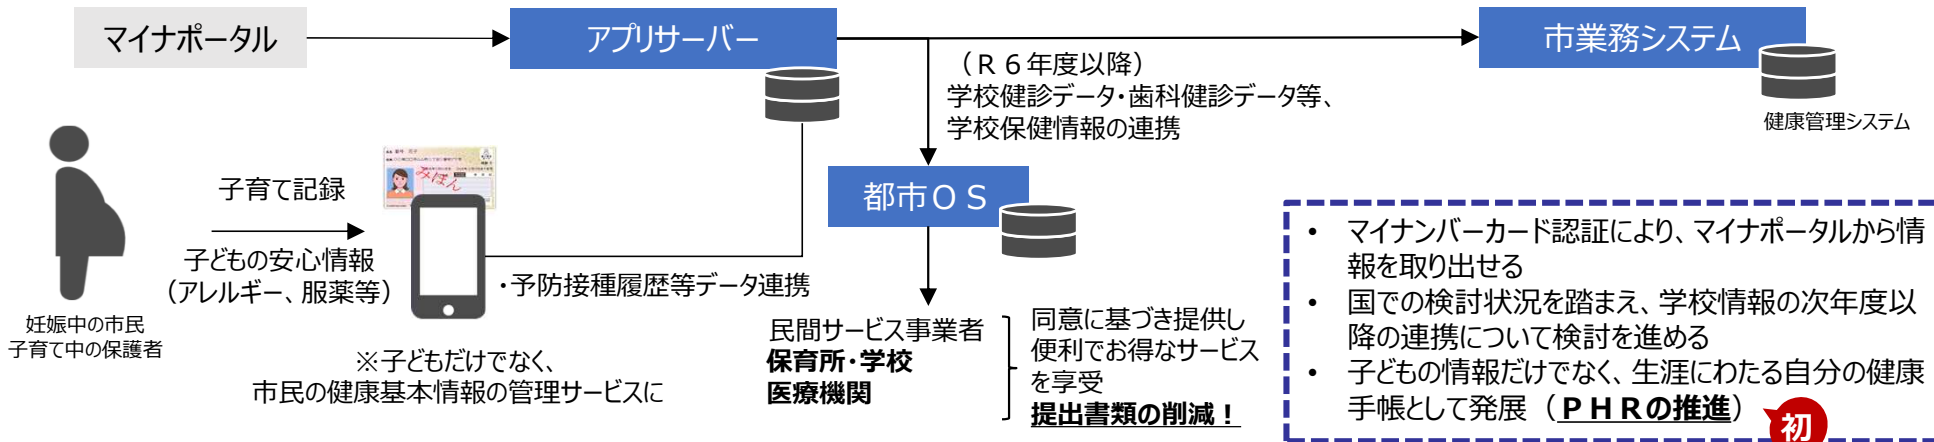 マイナポータル
アプリサーバー
市業務システム
健康管理システム
(R6年度以降)
学校健診データ・歯科健診データ等、
学校保健情報の連携
都市OS
子育て記録
子どもの安心情報
(アレルギー、服薬等)
妊娠中の市民
子育て中の保護者
みほん
・予防接種履歴等データ連携
※子どもだけでなく、
市民の健康基本情報の管理サービスに
民間サービス事業者
保育所・学校
医療機関
同意に基づき提供し
便利でお得なサービス
を享受
提出書類の削減！
• マイナンバーカード認証により、マイナポータルから情
報を取り出せる
• 国での検討状況を踏まえ、学校情報の次年度以
降の連携について検討を進める
• 子どもの情報だけでなく、生涯にわたる自分の健康
手帳として発展（PHRの推進）
初